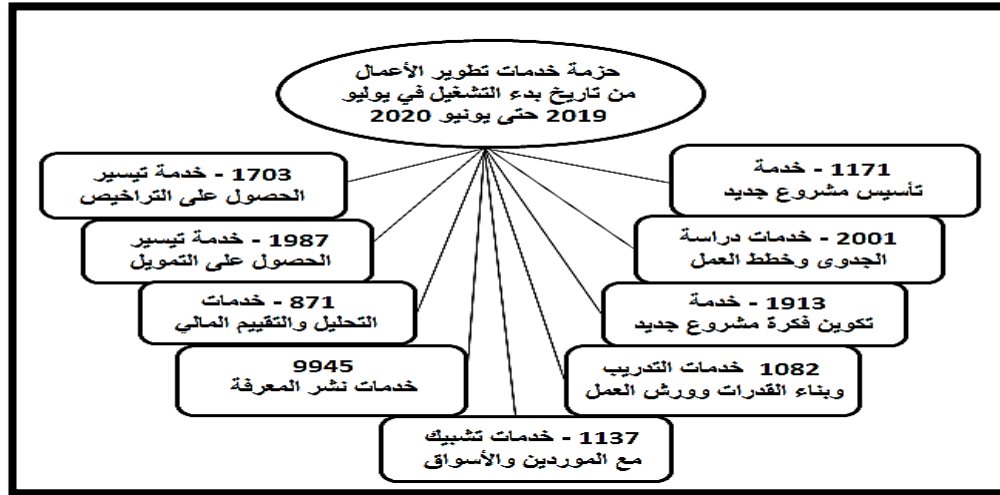 حزمة خدمات تطوير الأعمال
من تاريخ بدء التشغيل في يوليو
2019 حتى يونيو 2020
1171 - خدمة
تأسيس مشروع جديد
2001 - خدمات دراسة
الجدوى وخطط العمل
1913 - خدمة
تكوين فكرة مشروع جديد
1082 خدمات التدريب
وبناء القدرات وورش العمل
1137 - خدمات تشبيك
مع الموردين والأسواق
9945
خدمات نشر المعرفة
871 - خدمات
التحليل والتقييم المالي
1987 - خدمة تيسير
الحصول على التمويل
1703 - خدمة تيسير
الحصول على التراخيص